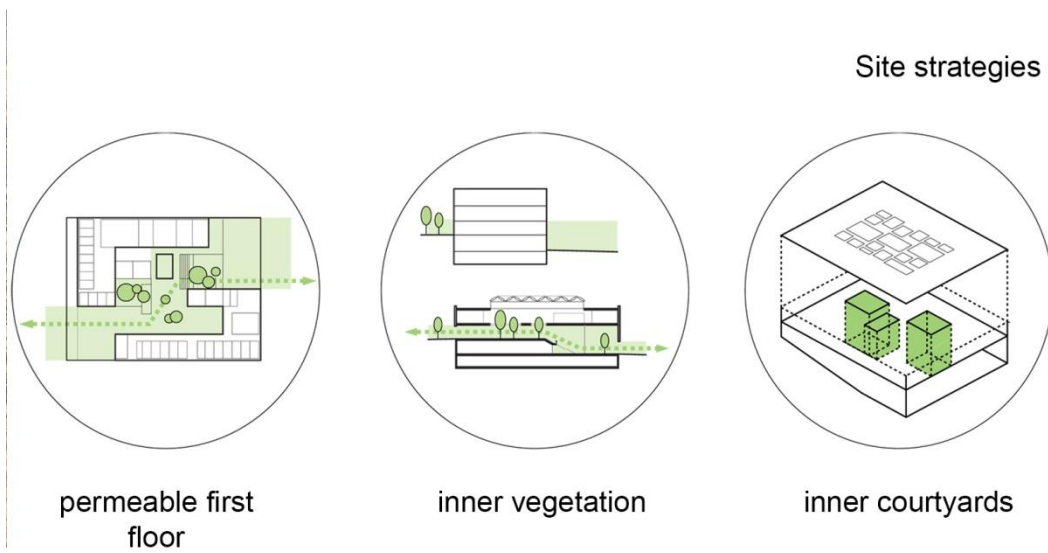 Site strategies
permeable first
floor
inner vegetation
inner courtyards